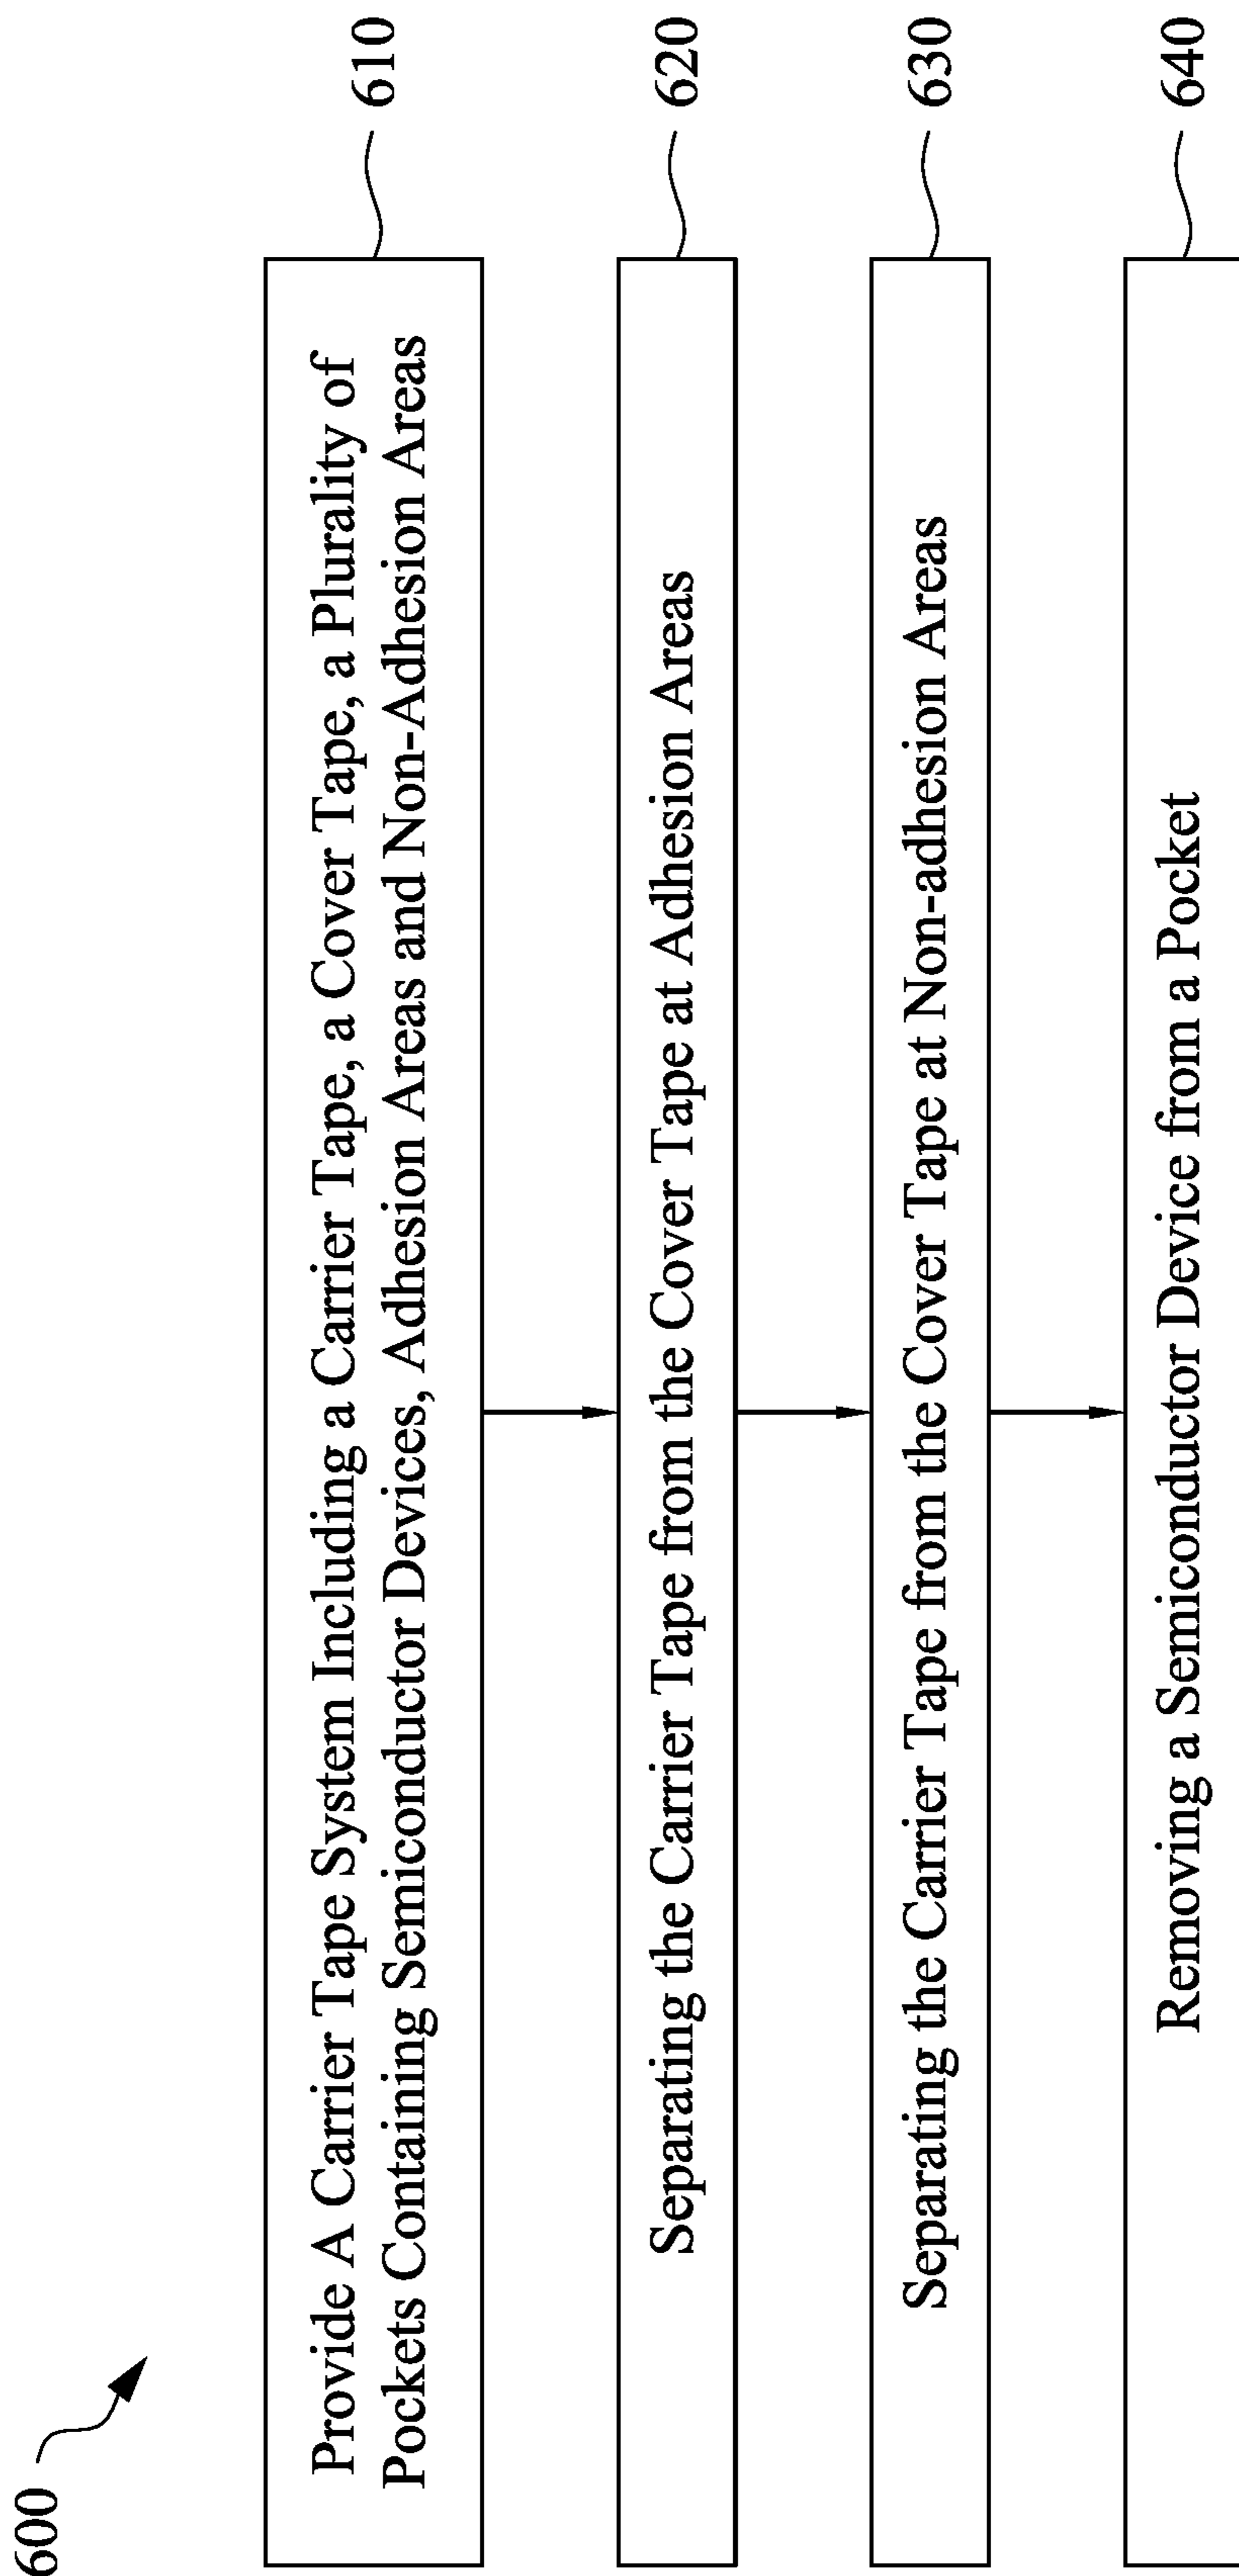 600
Provide A Carrier Tape System Including a Carrier Tape, a Cover Tape, a Plurality of
Pockets Containing Semiconductor Devices, Adhesion Areas and Non-Adhesion Areas
610
Separating the Carrier Tape from the Cover Tape at Adhesion Areas
620
Separating the Carrier Tape from the Cover Tape at Non-adhesion Areas
630
Removing a Semiconductor Device from a Pocket
640